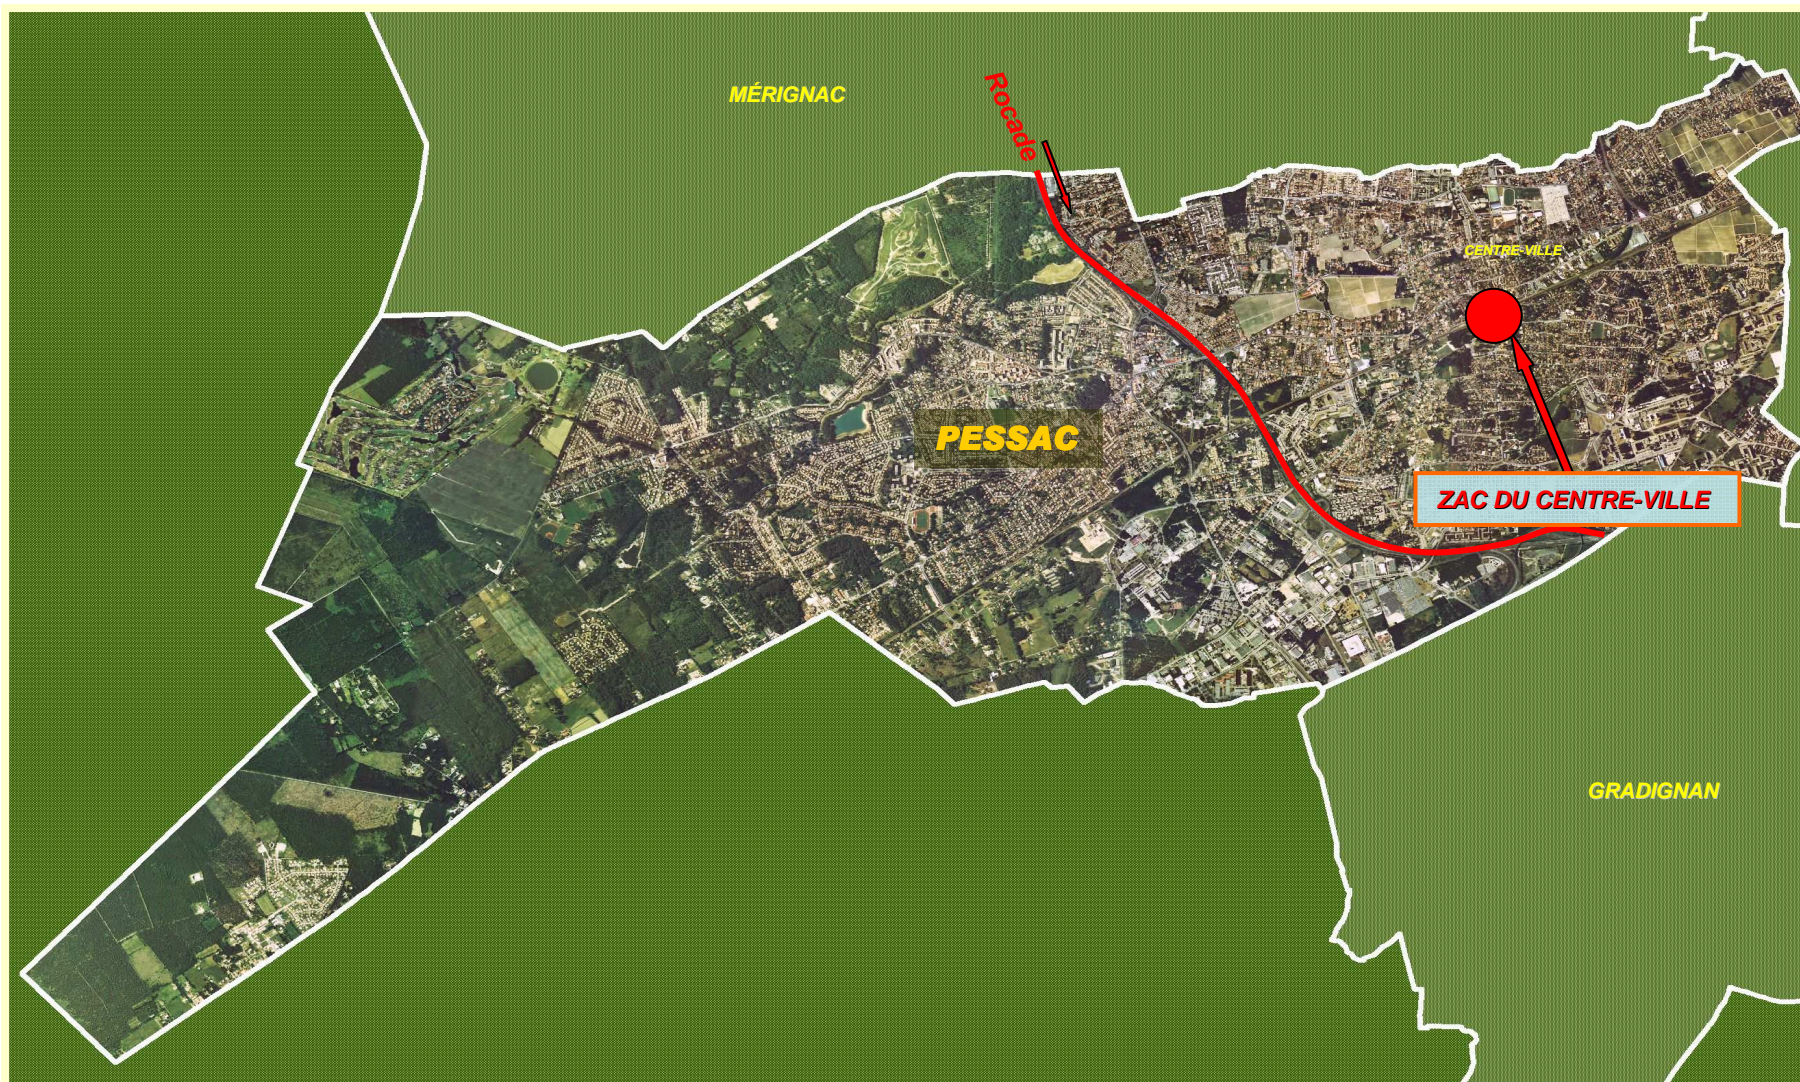 MÉRIGNAC
Rocade
CENTRE-VILLE
PESSAC
ZAC DU CENTRE-VILLE
GRADIGNAN